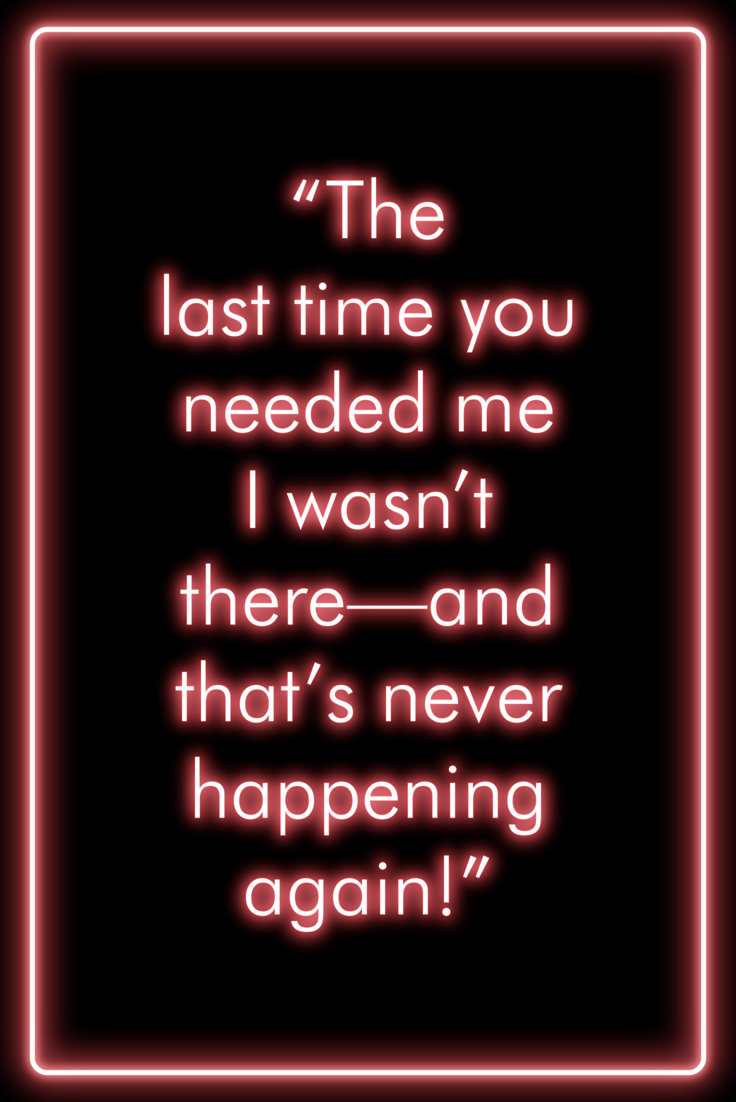 “The
last time you
needed me
I wasn’t
there—and
that’s never
happening
again!”